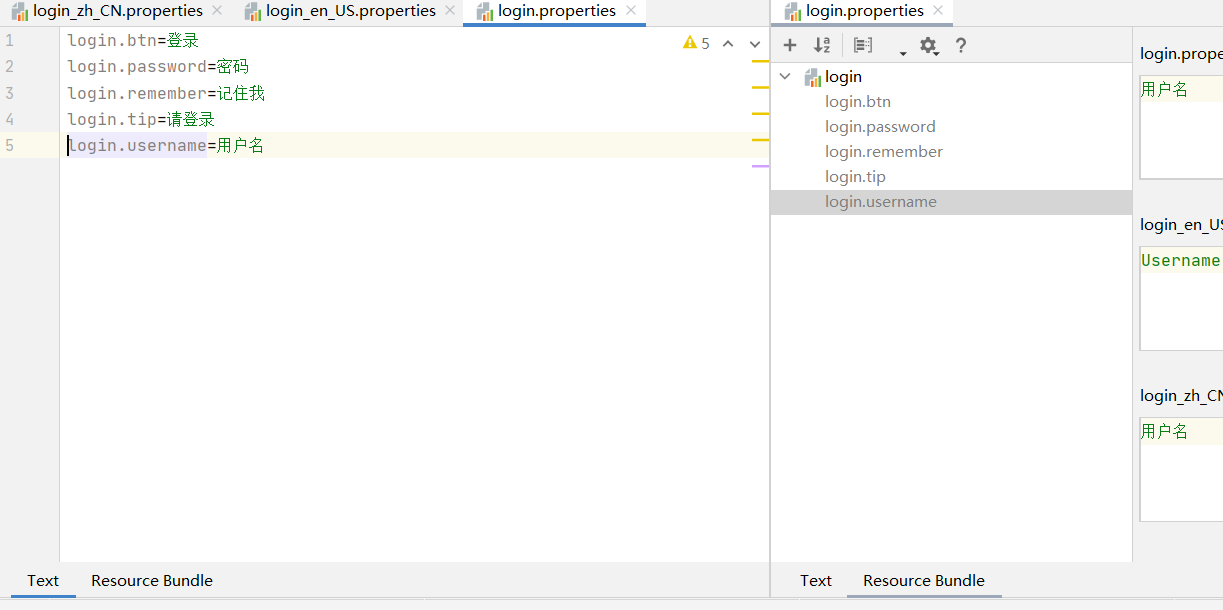 login_zh_CN.properties
login_en_US.properties
login.properties
1 login.btn=登录
2 login.password=密码
3 login.remember=记住我
4 login.tip=请登录
5 login.username=用户名
5
Text
Resource Bundle
login.properties
?
login
login.btn
login.password
login.remember
login.tip
login.username
login.prope
用户名
login_en_US
Username
login_zh_CN
用户名
Text
Resource Bundle